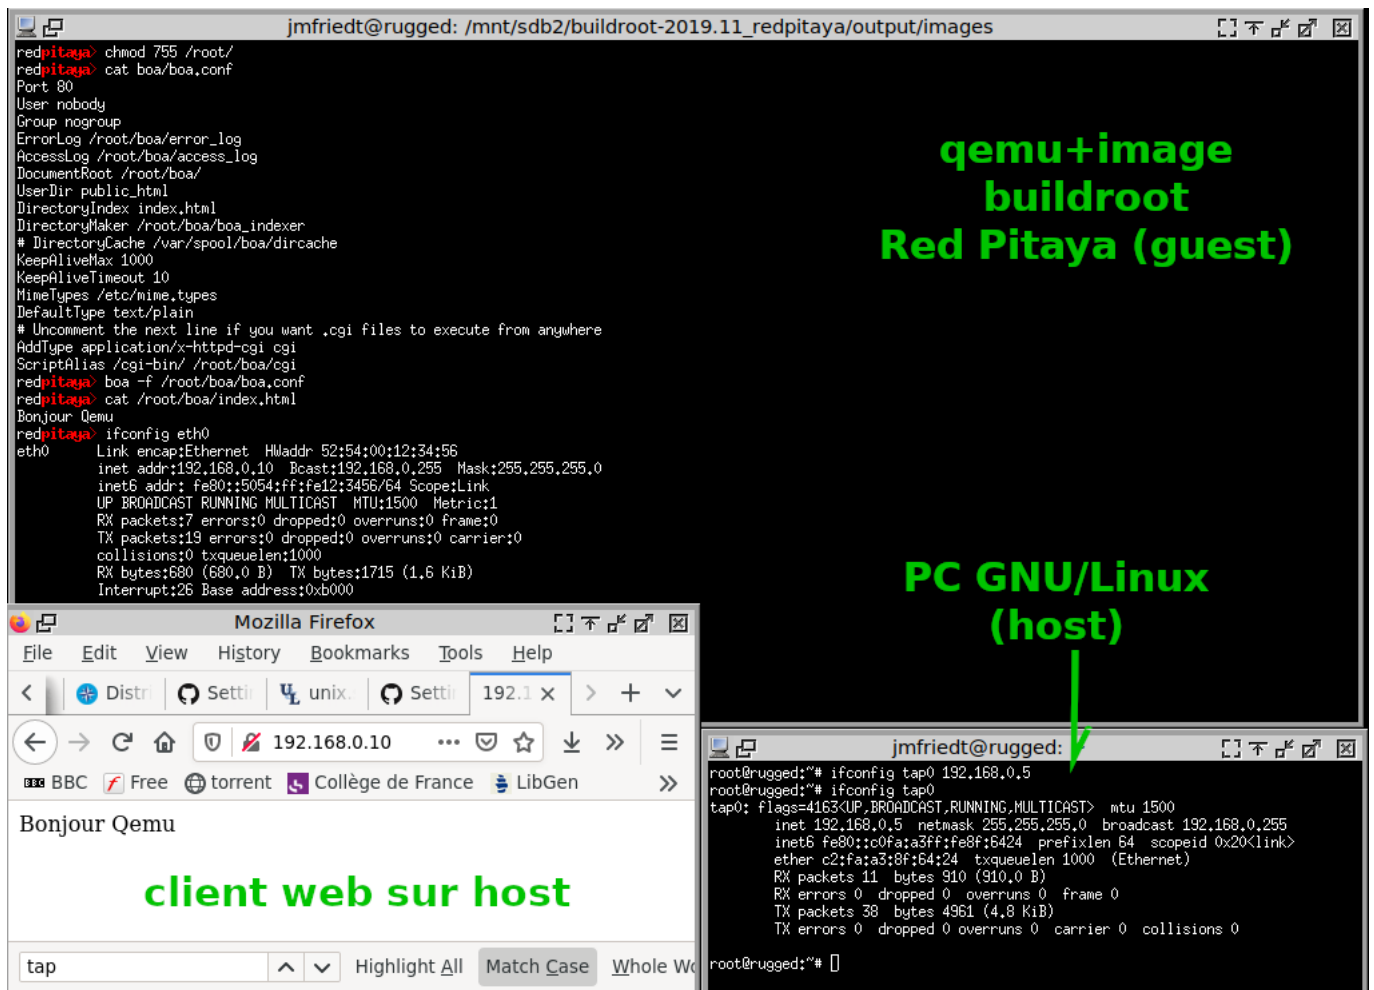 jmfriedt@rugged: /mnt/sdb2/buildroot-2019.11_redpitaya/output/images
redpitaya> chmod 755 /root/
redpitaya> cat boa/boa.conf
Port 80
User nobody
Group nogroup
ErrorLog /root/boa/error_log
AccessLog /root/boa/access_log
DocumentRoot /root/boa/
UserDir public_html
DirectoryIndex index.html
DirectoryMaker /root/boa/boa_indexer
# DirectoryCache /var/spool/boa/dircache
KeepAliveMax 1000
KeepAliveTimeout 10
MimeTypes /etc/mime.types
DefaultType text/plain
# Uncomment the next line if you want .cgi files to execute from anywhere
AddType application/x-httpd-cgi cgi
ScriptAlias /cgi-bin/ /root/boa/cgi
redpitaya> boa -f /root/boa/boa.conf
redpitaya> cat /root/boa/index.html
Bonjour Qemu
redpitaya> ifconfig eth0
eth0 Link encap:Ethernet HWaddr 52:54:00:12:34:56
inet addr:192.168.0.10 Bcast:192.168.0.255 Mask:255.255.255.0
inet6 addr: fe80::5054:ff:fe12:3456/64 Scope:Link
UP BROADCAST RUNNING MULTICAST MTU:1500 Metric:1
RX packets:7 errors:0 dropped:0 overruns:0 frame:0
TX packets:19 errors:0 dropped:0 overruns:0 carrier:0
collisions:0 txqueuelen:1000
RX bytes:680 (680.0 B) TX bytes:1715 (1.6 KiB)
Interrupt:26 Base address:0xb000
qemu+image
buildroot
Red Pitaya (guest)
PC GNU/Linux
(host)
Mozilla Firefox
File Edit View History Bookmarks Tools Help
Distr Settin unix. Settin 192.1
192.168.0.10
BBC BBC Free torrent Collège de France LibGen
Bonjour Qemu
client web sur host
tap Highlight All Match Case Whole Wo
jmfriedt@rugged: ~
root@rugged:~# ifconfig tap0 192.168.0.5
root@rugged:~# ifconfig tap0
tap0: flags=4163<UP,BROADCAST,RUNNING,MULTICAST> mtu 1500
inet 192.168.0.5 netmask 255.255.255.0 broadcast 192.168.0.255
inet6 fe80::c0fa:a3ff:fe8f:6424 prefixlen 64 scopeid 0x20<link>
ether c2:fa:a3:8f:64:24 txqueuelen 1000 (Ethernet)
RX packets 11 bytes 910 (910.0 B)
RX errors 0 dropped 0 overruns 0 frame 0
TX packets 38 bytes 4961 (4.8 KiB)
TX errors 0 dropped 0 overruns 0 carrier 0 collisions 0
root@rugged:~#